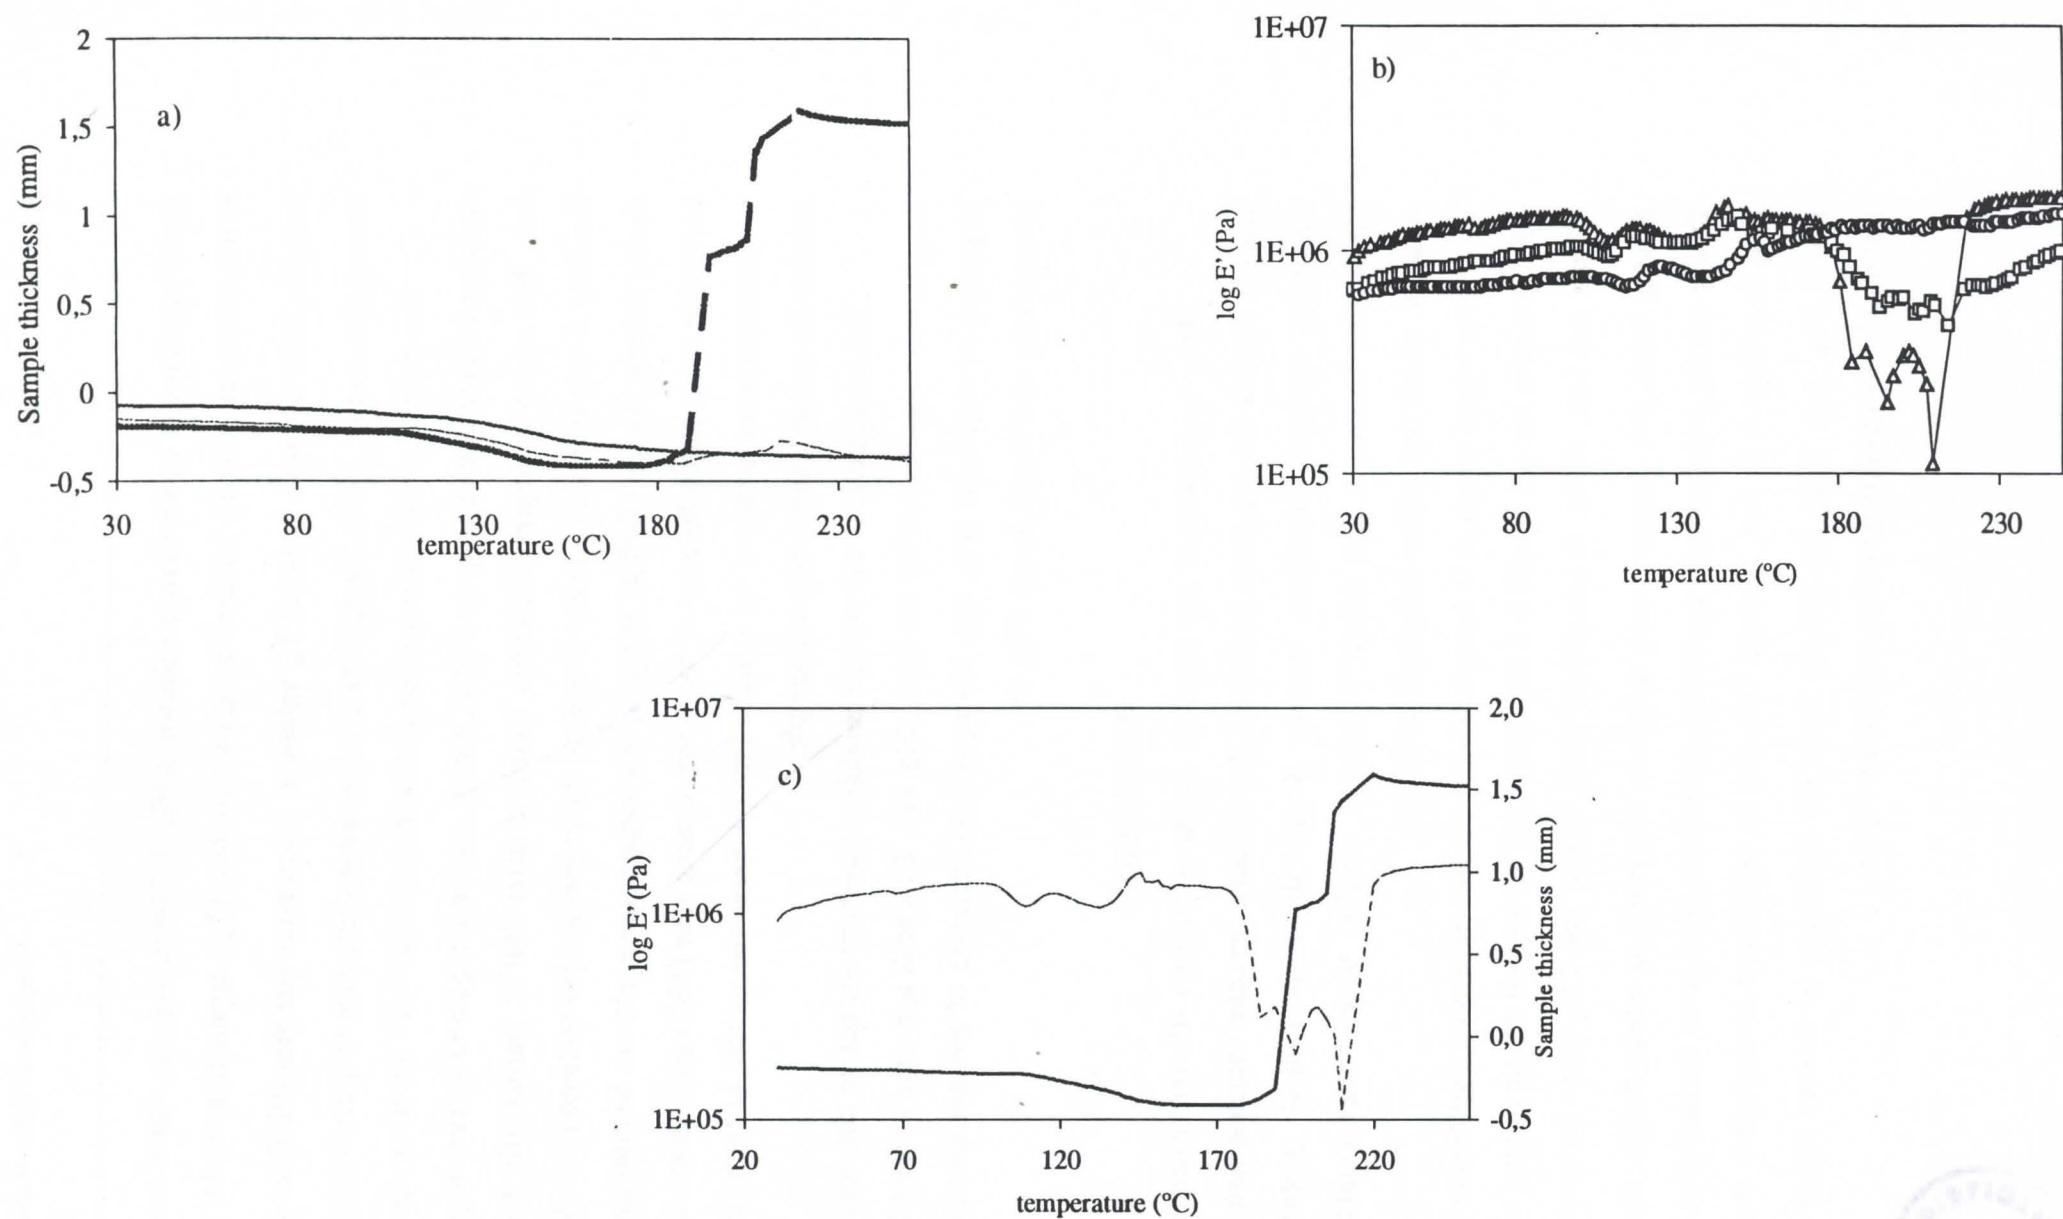 a)
2
1,5
1
0,5
0
-0,5
Sample thickness (mm)
30 80 130 180 230
temperature (°C)
b)
1E+07
1E+06
1E+05
log E' (Pa)
30 80 130 180 230
temperature (°C)
c)
1E+07
1E+06
1E+05
log E' (Pa)
2,0
1,5
1,0
0,5
0,0
-0,5
Sample thickness (mm)
20 70 120 170 220
temperature (°C)